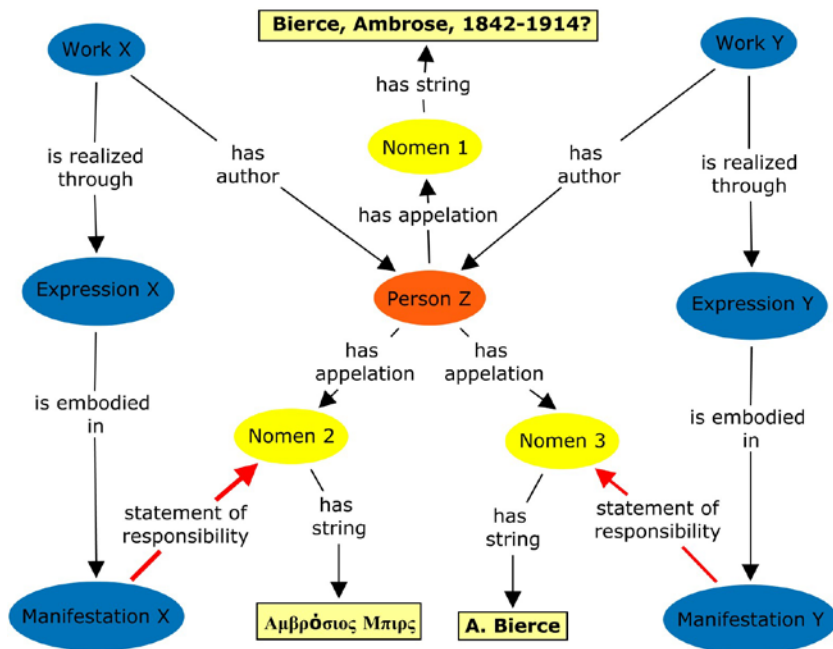 Bierce, Ambrose, 1842-1914?
Work X
Work Y
has string
Nomen 1
is realized
through
has
author
has
author
is realized
through
has appelation
Expression X
Person Z
Expression Y
has
appelation
has
appelation
is embodied
in
is embodied
in
Nomen 2
Nomen 3
statement of
responsibility
has
string
has
string
statement of
responsibility
Manifestation X
Αμβρόσιος Μπιρς
A. Bierce
Manifestation Y